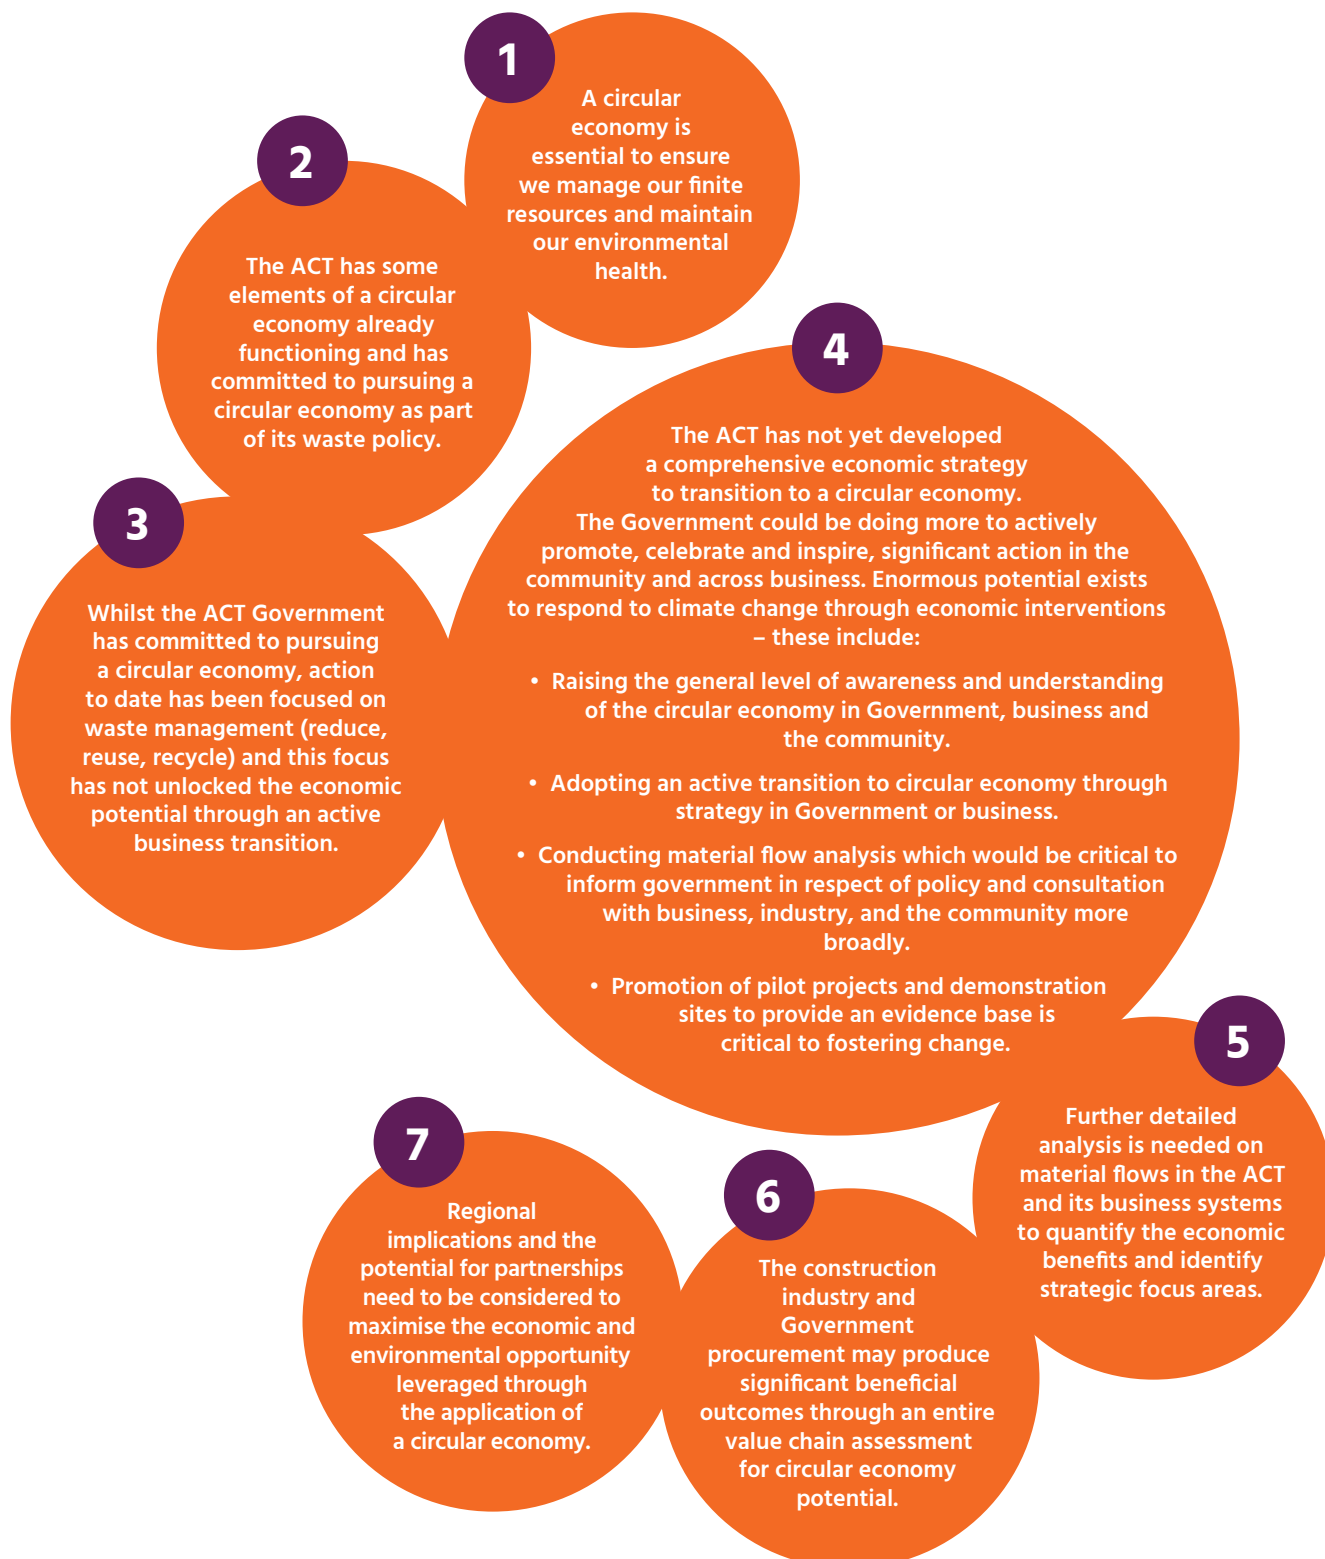 1
A circular
economy is
essential to ensure
we manage our finite
resources and maintain
our environmental
health.
2
The ACT has some
elements of a circular
economy already
functioning and has
committed to pursuing a
circular economy as part
of its waste policy.
3
Whilst the ACT Government
has committed to pursuing
a circular economy, action
to date has been focused on
waste management (reduce,
reuse, recycle) and this focus
has not unlocked the economic
potential through an active
business transition.
4
The ACT has not yet developed
a comprehensive economic strategy
to transition to a circular economy.
The Government could be doing more to actively
promote, celebrate and inspire, significant action in the
community and across business. Enormous potential exists
to respond to climate change through economic interventions
– these include:
• Raising the general level of awareness and understanding
of the circular economy in Government, business and
the community.
• Adopting an active transition to circular economy through
strategy in Government or business.
• Conducting material flow analysis which would be critical to
inform government in respect of policy and consultation
with business, industry, and the community more
broadly.
• Promotion of pilot projects and demonstration
sites to provide an evidence base is
critical to fostering change.
5
Further detailed
analysis is needed on
material flows in the ACT
and its business systems
to quantify the economic
benefits and identify
strategic focus areas.
6
The construction
industry and
Government
procurement may produce
significant beneficial
outcomes through an entire
value chain assessment
for circular economy
potential.
7
Regional
implications and the
potential for partnerships
need to be considered to
maximise the economic and
environmental opportunity
leveraged through
the application of
a circular economy.